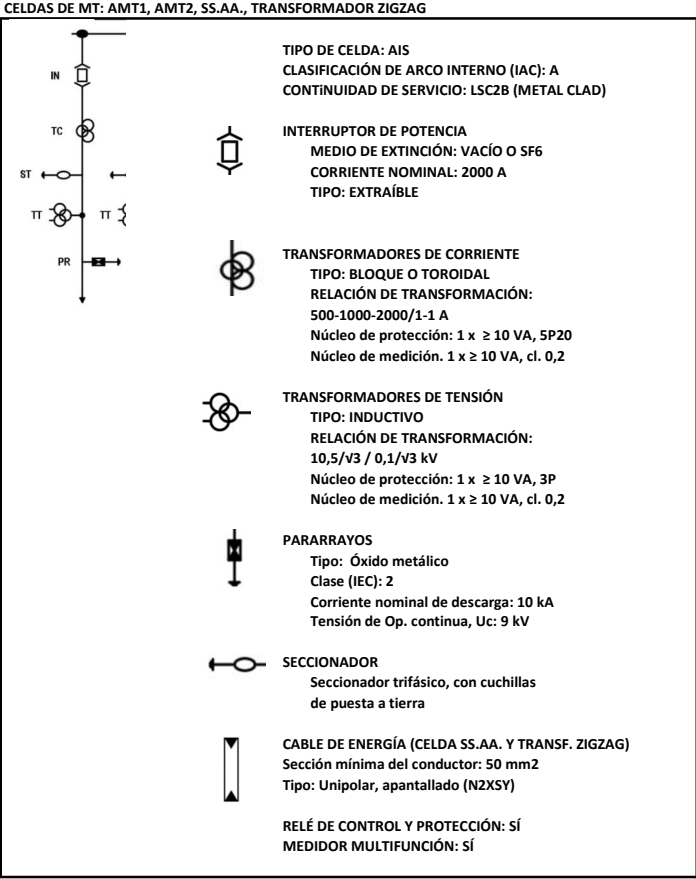 CELDAS DE MT: AMT1, AMT2, SS.AA., TRANSFORMADOR ZIGZAG
IN
TC
ST
TT
TT
PR
TIPO DE CELDA: AIS
CLASIFICACIÓN DE ARCO INTERNO (IAC): A
CONTiNUIDAD DE SERVICIO: LSC2B (METAL CLAD)
INTERRUPTOR DE POTENCIA
MEDIO DE EXTINCIÓN: VACÍO O SF6
CORRIENTE NOMINAL: 2000 A
TIPO: EXTRAÍBLE
TRANSFORMADORES DE CORRIENTE
TIPO: BLOQUE O TOROIDAL
RELACIÓN DE TRANSFORMACIÓN:
500-1000-2000/1-1 A
Núcleo de protección: 1 x ≥ 10 VA, 5P20
Núcleo de medición. 1 x ≥ 10 VA, cl. 0,2
TRANSFORMADORES DE TENSIÓN
TIPO: INDUCTIVO
RELACIÓN DE TRANSFORMACIÓN:
10,5/√3 / 0,1/√3 kV
Núcleo de protección: 1 x ≥ 10 VA, 3P
Núcleo de medición. 1 x ≥ 10 VA, cl. 0,2
PARARRAYOS
Tipo: Óxido metálico
Clase (IEC): 2
Corriente nominal de descarga: 10 kA
Tensión de Op. continua, Uc: 9 kV
SECCIONADOR
Seccionador trifásico, con cuchillas
de puesta a tierra
CABLE DE ENERGÍA (CELDA SS.AA. Y TRANSF. ZIGZAG)
Sección mínima del conductor: 50 mm2
Tipo: Unipolar, apantallado (N2XSY)
RELÉ DE CONTROL Y PROTECCIÓN: SÍ
MEDIDOR MULTIFUNCIÓN: SÍ